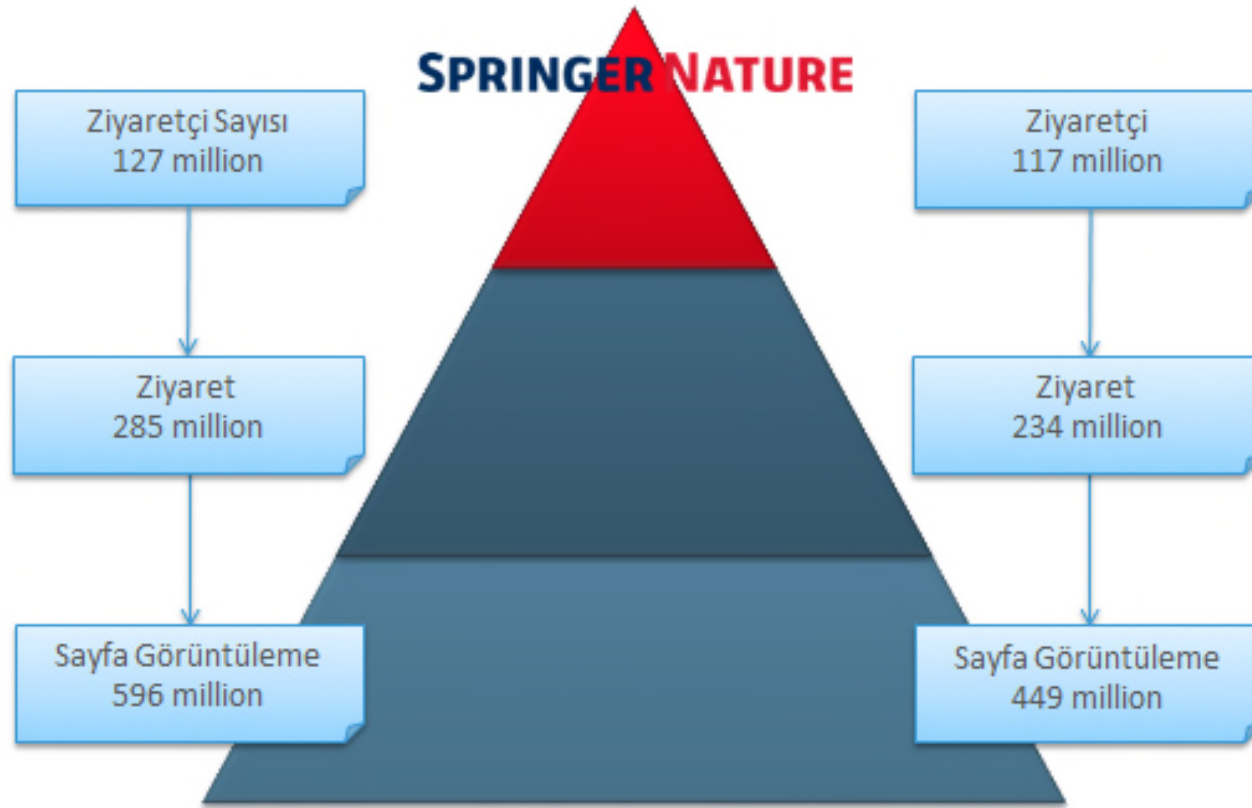 SPRINGER NATURE
Ziyaretçi Sayısı
127 million
Ziyaret
285 million
Sayfa Görüntüleme
596 million
Ziyaretçi
117 million
Ziyaret
234 million
Sayfa Görüntüleme
449 million